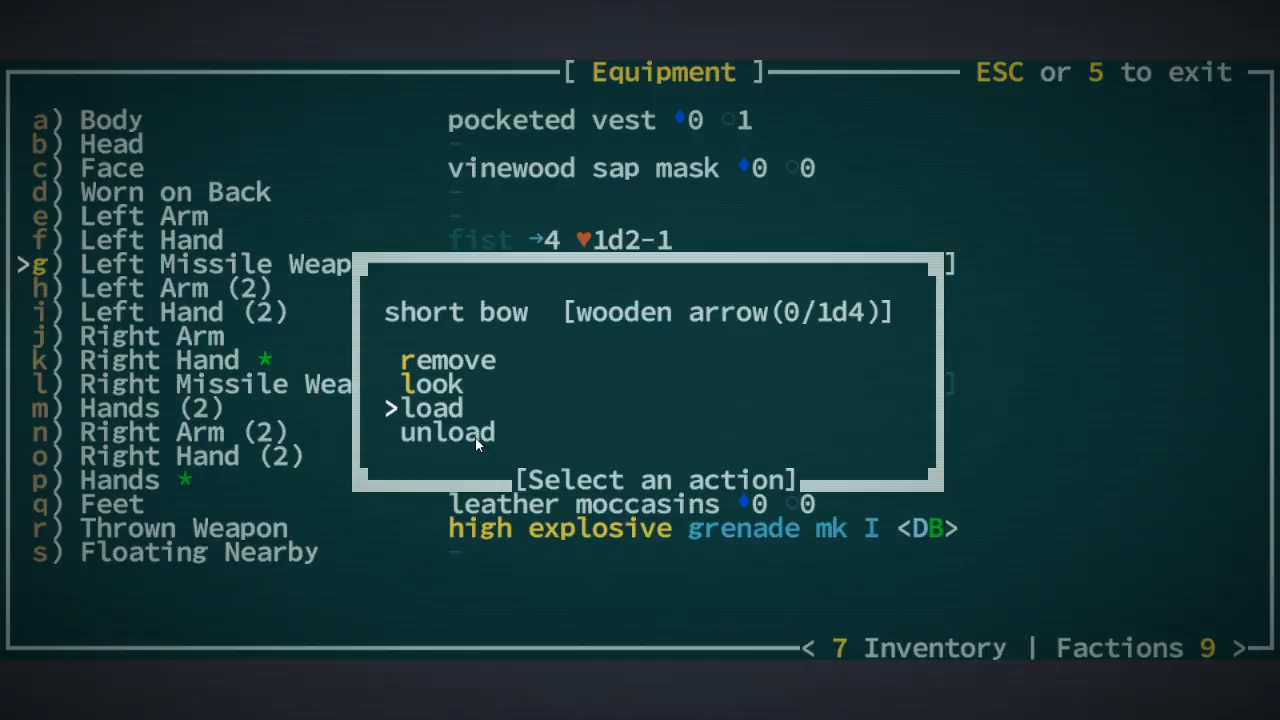 [ Equipment ] ESC or 5 to exit
a) Body pocketed vest ♦0 ○1
b) Head -
c) Face vinewood sap mask ♦0 ○0
d) Worn on Back -
e) Left Arm -
f) Left Hand fist →4 ♥1d2-1
>g) Left Missile Weap ]
h) Left Arm (2)
short bow [wooden arrow(0/1d4)]
i) Left Hand (2)
j) Right Arm
k) Right Hand *
remove
l) Right Missile Wea ]
look
m) Hands (2)
>load
n) Right Arm (2)
unload
o) Right Hand (2)
p) Hands *
[Select an action]
q) Feet leather moccasins ♦0 ○0
r) Thrown Weapon high explosive grenade mk I <DB>
s) Floating Nearby -
< 7 Inventory | Factions 9 >